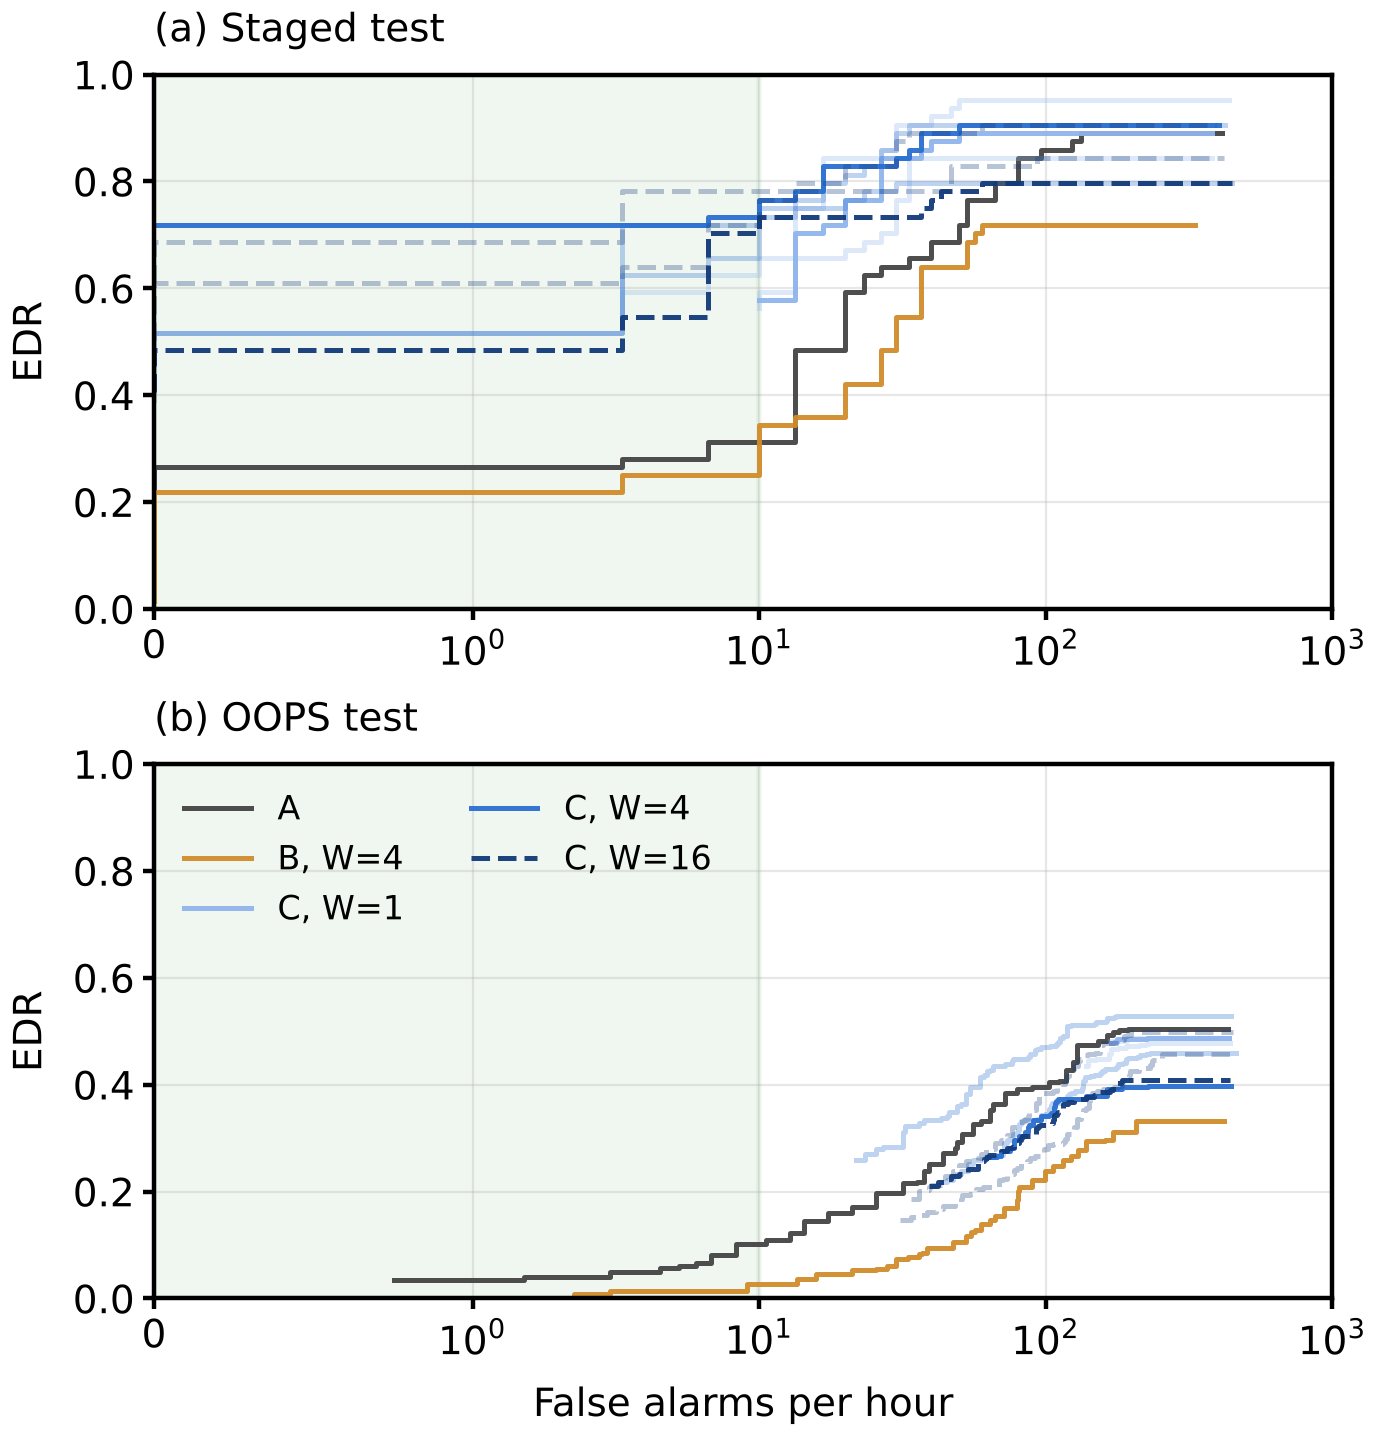 (a) Staged test
1.0
0.8
0.6
0.4
0.2
0.0
EDR
0 10⁰ 10¹ 10² 10³
(b) OOPS test
1.0
0.8
0.6
0.4
0.2
0.0
EDR
A
B, W=4
C, W=1
C, W=4
C, W=16
0 10⁰ 10¹ 10² 10³
False alarms per hour